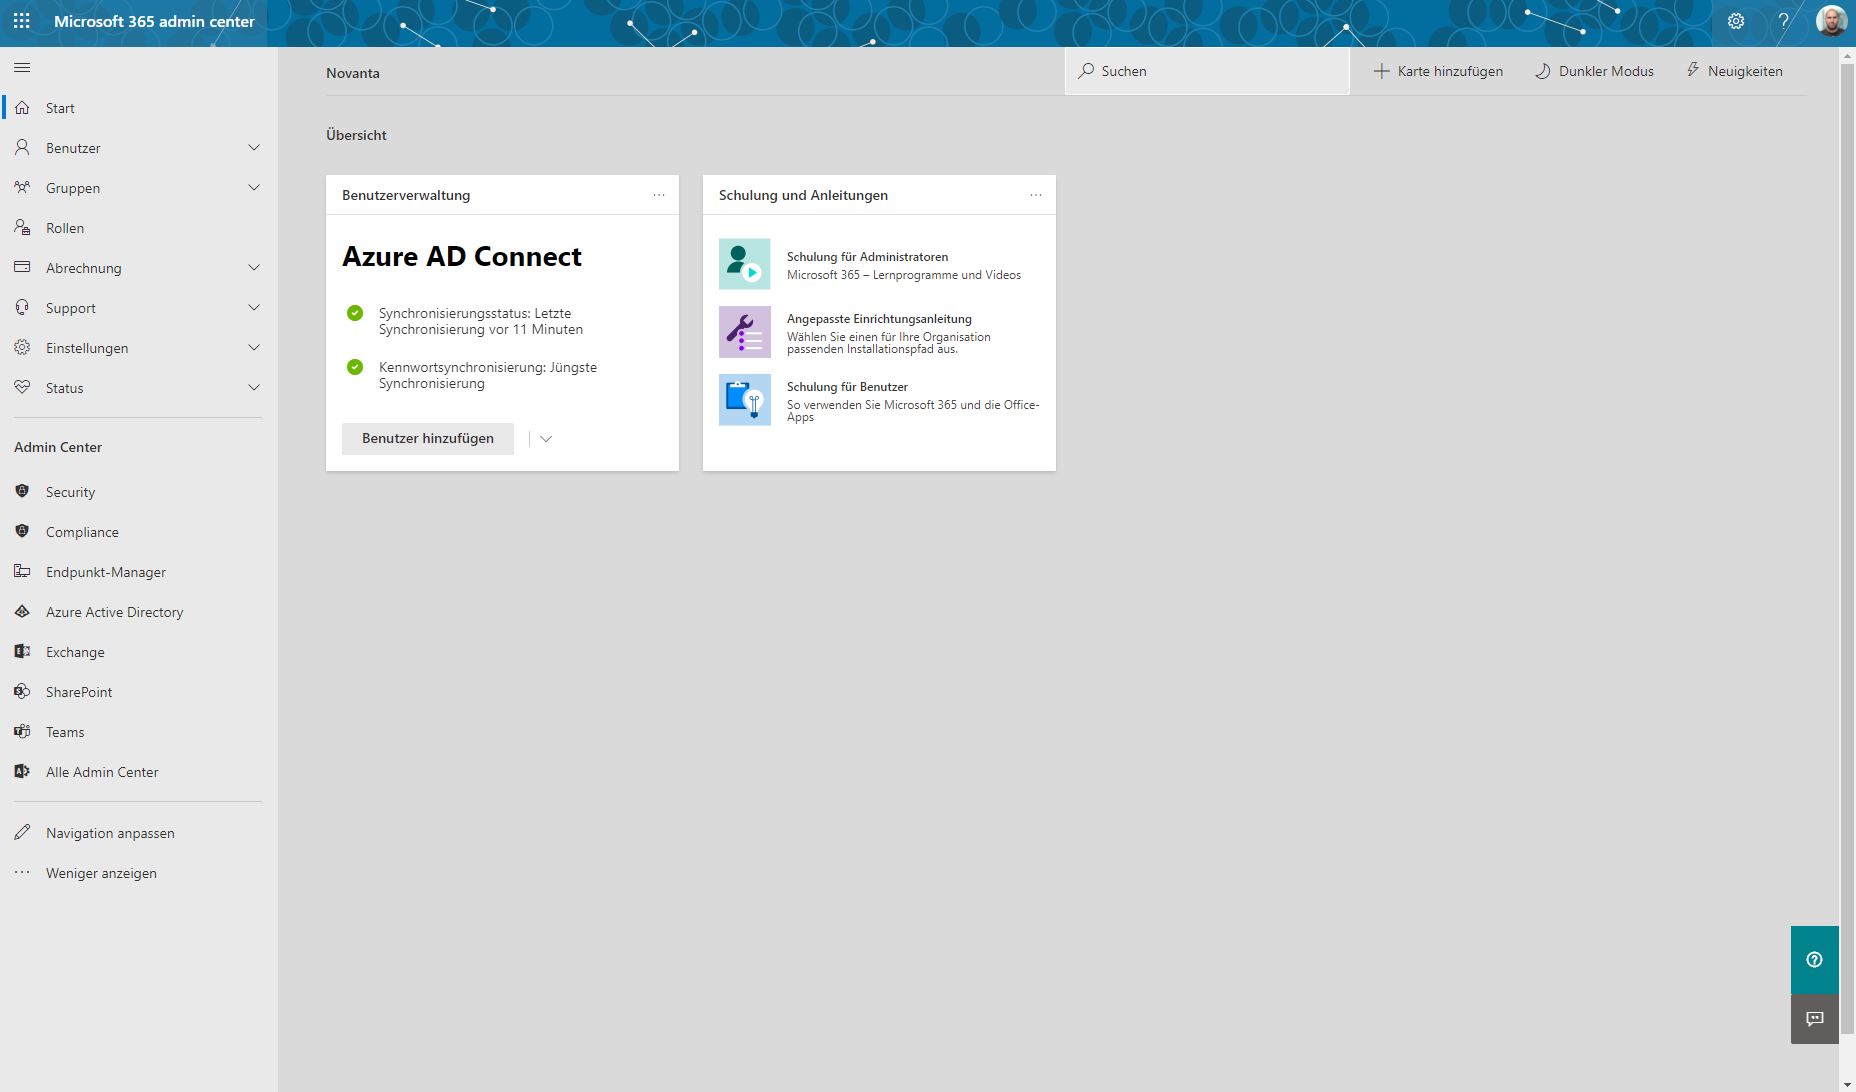 Microsoft 365 admin center
Novanta
Suchen
Karte hinzufügen
Dunkler Modus
Neuigkeiten
Start
Benutzer
Gruppen
Rollen
Abrechnung
Support
Einstellungen
Status
Admin Center
Security
Compliance
Endpunkt-Manager
Azure Active Directory
Exchange
SharePoint
Teams
Alle Admin Center
Navigation anpassen
Weniger anzeigen
Übersicht
Benutzerverwaltung
Azure AD Connect
Synchronisierungsstatus: Letzte
Synchronisierung vor 11 Minuten
Kennwortsynchronisierung: Jüngste
Synchronisierung
Benutzer hinzufügen
Schulung und Anleitungen
Schulung für Administratoren
Microsoft 365 – Lernprogramme und Videos
Angepasste Einrichtungsanleitung
Wählen Sie einen für Ihre Organisation
passenden Installationspfad aus.
Schulung für Benutzer
So verwenden Sie Microsoft 365 und die Office-
Apps